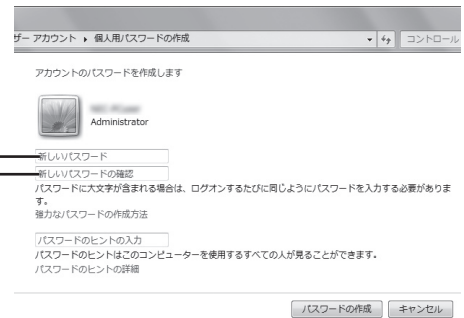 ザー アカウント ▸ 個人用パスワードの作成
コントロール
アカウントのパスワードを作成します
Administrator
新しいパスワード
新しいパスワードの確認
パスワードに大文字が含まれる場合は、ログオンするたびに同じようにパスワードを入力する必要がありま
す。
強力なパスワードの作成方法
パスワードのヒントの入力
パスワードのヒントはこのコンピューターを使用するすべての人が見ることができます。
パスワードのヒントの詳細
パスワードの作成
キャンセル